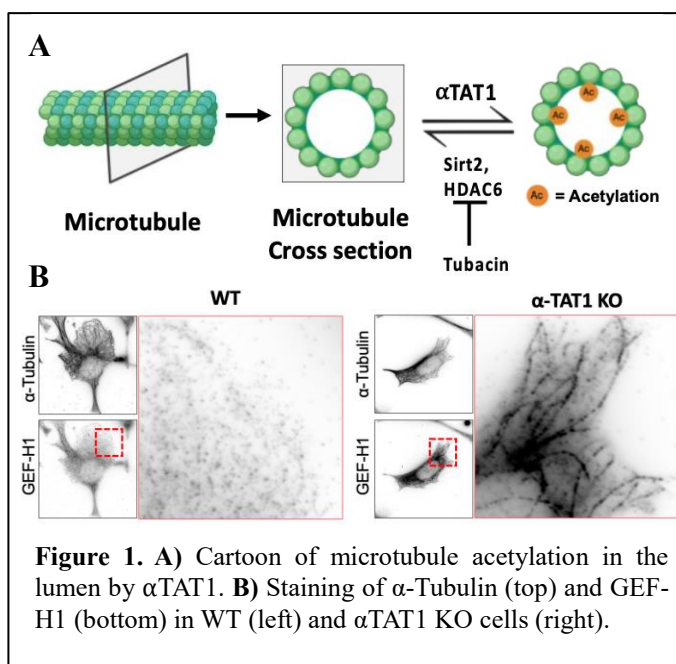 A
αTAT1
Sirt2,
HDAC6
Ac
Ac
Ac
Ac
Ac = Acetylation
Microtubule
Microtubule
Cross section
Tubacin
B
WT
α-TAT1 KO
α-Tubulin
GEF-H1
α-Tubulin
GEF-H1
Figure 1. A) Cartoon of microtubule acetylation in the
lumen by αTAT1. B) Staining of α-Tubulin (top) and GEF-
H1 (bottom) in WT (left) and αTAT1 KO cells (right).